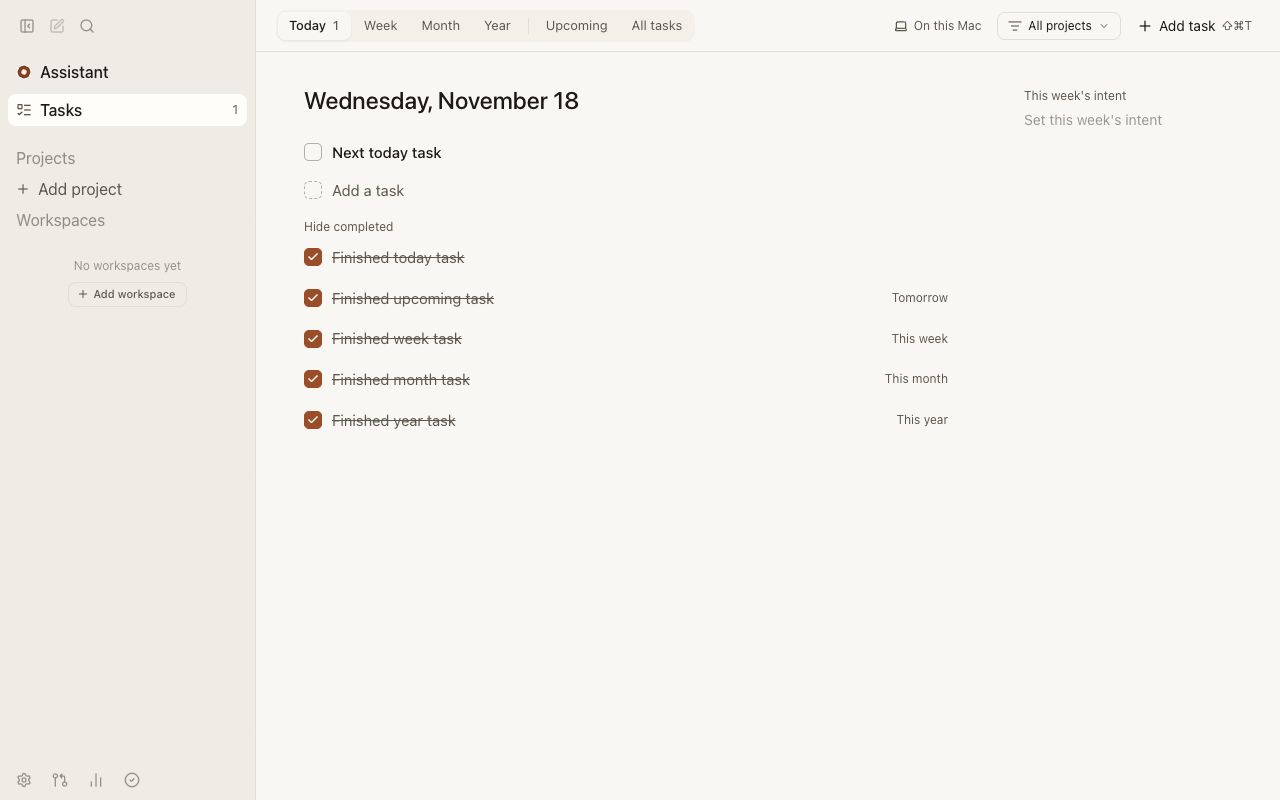 Today 1 Week Month Year Upcoming All tasks On this Mac All projects Add task ⇧⌘T
Assistant
Tasks 1
Projects
Add project
Workspaces
No workspaces yet
Add workspace
Wednesday, November 18
Next today task
Add a task
Hide completed
Finished today task
Finished upcoming task Tomorrow
Finished week task This week
Finished month task This month
Finished year task This year
This week's intent
Set this week's intent